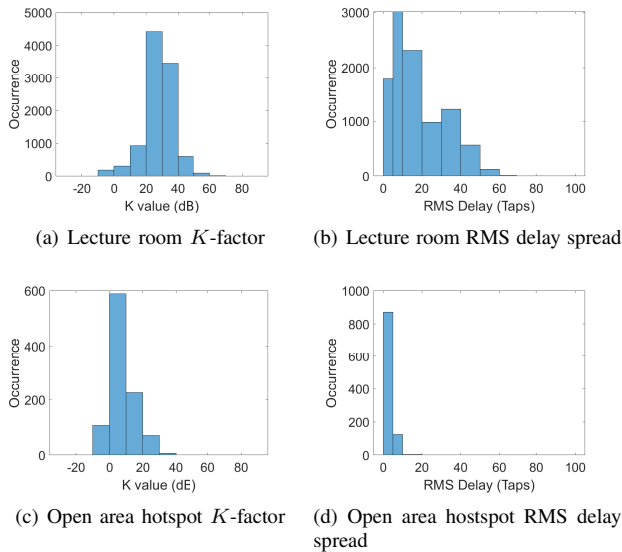 5000
4000
3000
2000
1000
0
Occurrence
-20 0 20 40 60 80
K value (dB)
(a) Lecture room K-factor
3000
2000
1000
0
Occurrence
0 20 40 60 80 100
RMS Delay (Taps)
(b) Lecture room RMS delay spread
600
400
200
0
Occurrence
-20 0 20 40 60 80
K value (dE)
(c) Open area hotspot K-factor
1000
800
600
400
200
0
Occurrence
0 20 40 60 80 100
RMS Delay (Taps)
(d) Open area hostspot RMS delay
spread